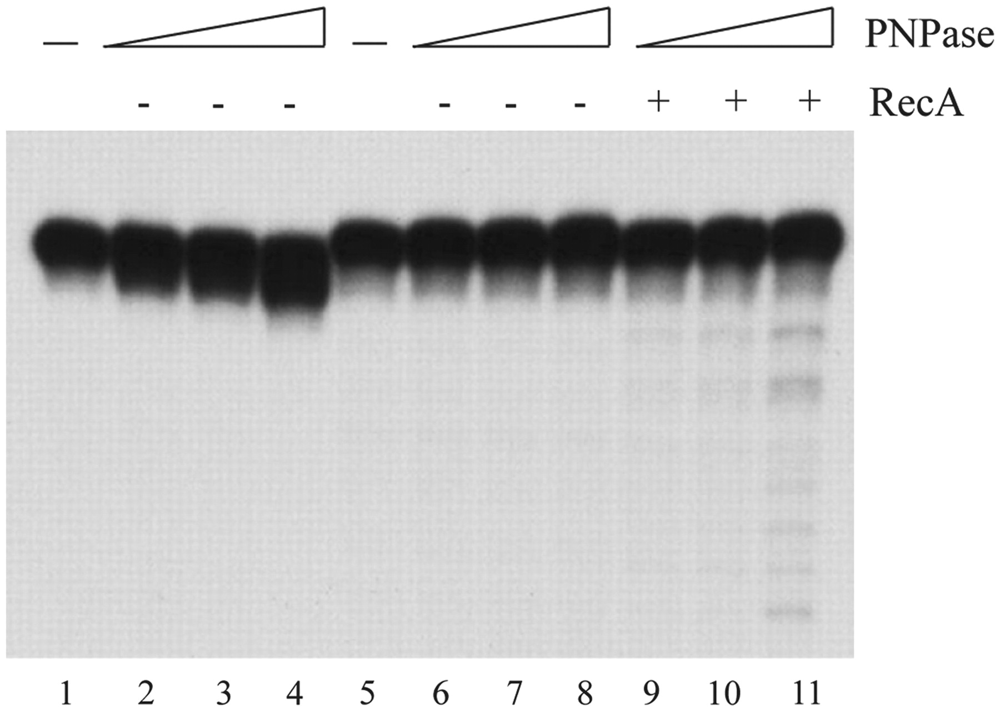 — — PNPase
- - - - - - + + + RecA
1 2 3 4 5 6 7 8 9 10 11